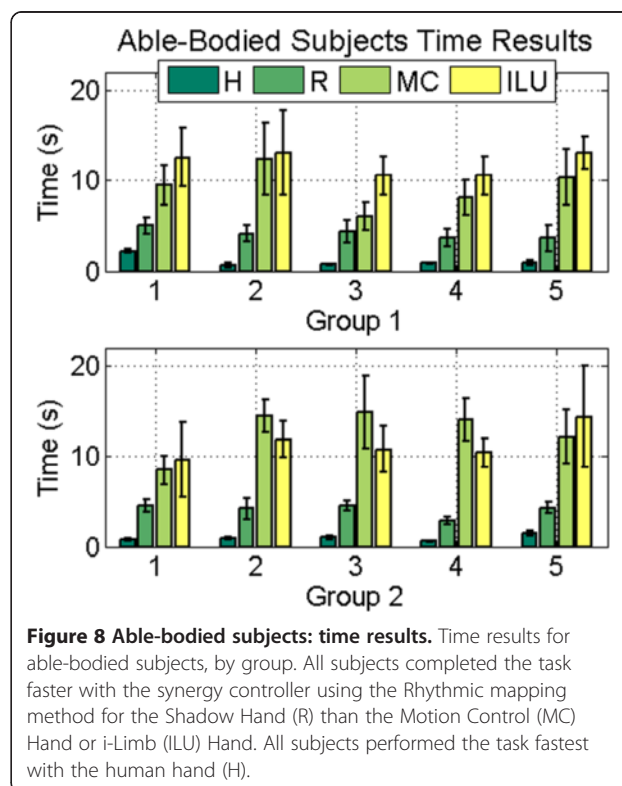 Able-Bodied Subjects Time Results
H R MC ILU
Time (s)
20
10
0
1 2 3 4 5
Group 1
Time (s)
20
10
0
1 2 3 4 5
Group 2
Figure 8 Able-bodied subjects: time results. Time results for
able-bodied subjects, by group. All subjects completed the task
faster with the synergy controller using the Rhythmic mapping
method for the Shadow Hand (R) than the Motion Control (MC)
Hand or i-Limb (ILU) Hand. All subjects performed the task fastest
with the human hand (H).